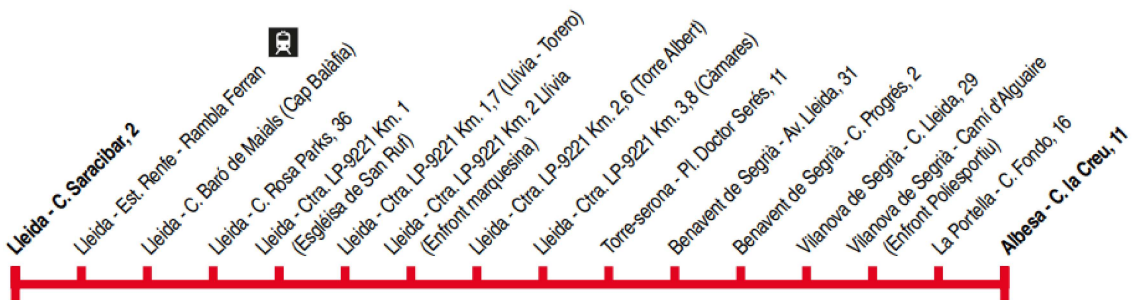 Lleida - C. Saracibar, 2
Lleida - Est. Renfe - Rambla Ferran
Lleida - C. Baró de Maials (Cap Balàfia)
Lleida - C. Rosa Parks, 36
Lleida - Ctra. LP-9221 Km. 1
(Esgléisa de San Ruf)
Lleida - Ctra. LP-9221 Km. 1,7 (Llívia - Torero)
Lleida - Ctra. LP-9221 Km. 2 Llívia
(Enfront marquesina)
Lleida - Ctra. LP-9221 Km. 2,6 (Torre Albert)
Lleida - Ctra. LP-9221 Km. 3,8 (Càmares)
Torre-serona - Pl. Doctor Serés, 11
Benavent de Segrià - Av. Lleida, 31
Benavent de Segrià - C. Progrés, 2
Vilanova de Segrià - C. Lleida, 29
Vilanova de Segrià - Camí d'Alguaire
(Enfront Poliesportiu)
La Portella - C. Fondo, 16
Albesa - C. la Creu, 11